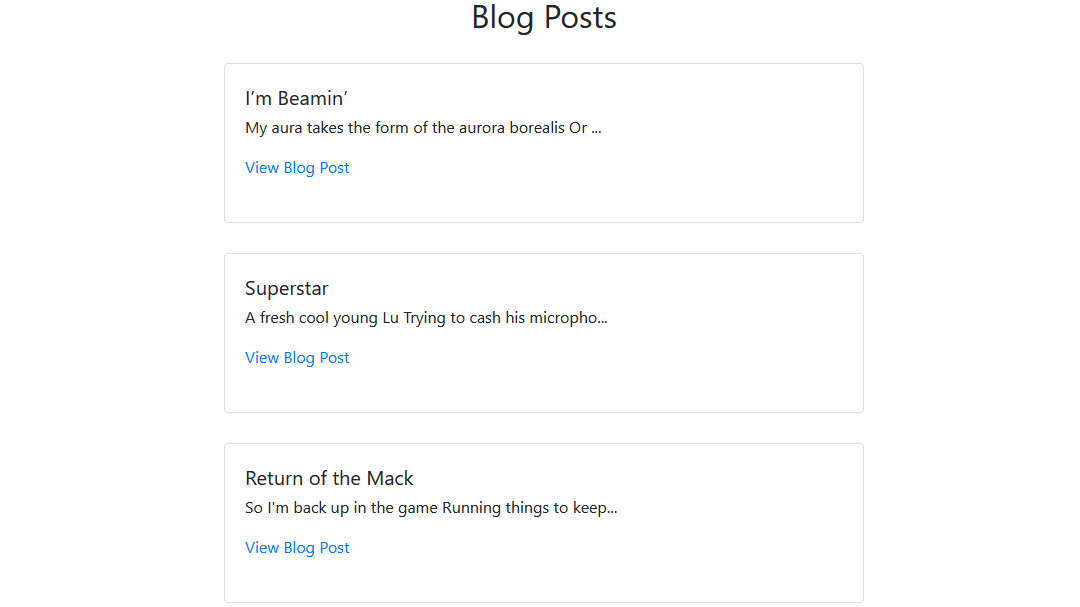 Blog Posts
I’m Beamin’
My aura takes the form of the aurora borealis Or ...
View Blog Post
Superstar
A fresh cool young Lu Trying to cash his micropho...
View Blog Post
Return of the Mack
So I'm back up in the game Running things to keep...
View Blog Post